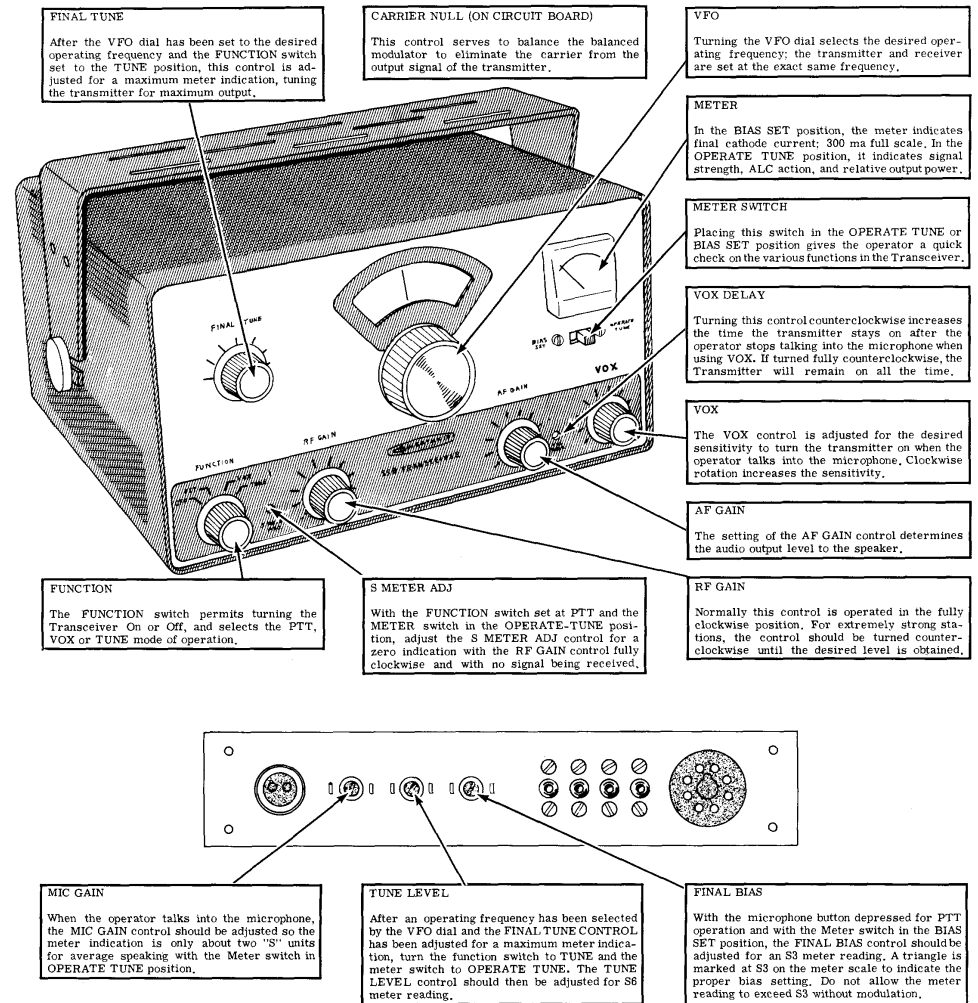 FINAL TUNE
After the VFO dial has been set to the desired
operating frequency and the FUNCTION switch
set to the TUNE position, this control is ad-
justed for a maximum meter indication, tuning
the transmitter for maximum output.
CARRIER NULL (ON CIRCUIT BOARD)
This control serves to balance the balanced
modulator to eliminate the carrier from the
output signal of the transmitter.
VFO
Turning the VFO dial selects the desired oper-
ating frequency; the transmitter and receiver
are set at the exact same frequency.
METER
In the BIAS SET position, the meter indicates
final cathode current; 300 ma full scale. In the
OPERATE TUNE position, it indicates signal
strength, ALC action, and relative output power.
METER SWITCH
Placing this switch in the OPERATE TUNE or
BIAS SET position gives the operator a quick
check on the various functions in the Transceiver.
VOX DELAY
Turning this control counterclockwise increases
the time the transmitter stays on after the
operator stops talking into the microphone when
using VOX. If turned fully counterclockwise, the
Transmitter will remain on all the time.
VOX
The VOX control is adjusted for the desired
sensitivity to turn the transmitter on when the
operator talks into the microphone. Clockwise
rotation increases the sensitivity.
AF GAIN
The setting of the AF GAIN control determines
the audio output level to the speaker.
RF GAIN
Normally this control is operated in the fully
clockwise position. For extremely strong sta-
tions, the control should be turned counter-
clockwise until the desired level is obtained.
FINAL TUNE
BIAS
SET
OPERATE
TUNE
VOX
AF GAIN
RF GAIN
SSB TRANSCEIVER
FUNCTION
VOX
TUNE
FUNCTION
The FUNCTION switch permits turning the
Transceiver On or Off, and selects the PTT,
VOX or TUNE mode of operation.
S METER ADJ
With the FUNCTION switch set at PTT and the
METER switch in the OPERATE-TUNE posi-
tion, adjust the S METER ADJ control for a
zero indication with the RF GAIN control fully
clockwise and with no signal being received.
MIC GAIN
When the operator talks into the microphone,
the MIC GAIN control should be adjusted so the
meter indication is only about two "S" units
for average speaking with the Meter switch in
OPERATE TUNE position.
TUNE LEVEL
After an operating frequency has been selected
by the VFO dial and the FINAL TUNE CONTROL
has been adjusted for a maximum meter indica-
tion, turn the function switch to TUNE and the
meter switch to OPERATE TUNE. The TUNE
LEVEL control should then be adjusted for S6
meter reading.
FINAL BIAS
With the microphone button depressed for PTT
operation and with the Meter switch in the BIAS
SET position, the FINAL BIAS control should be
adjusted for an S3 meter reading. A triangle is
marked at S3 on the meter scale to indicate the
proper bias setting. Do not allow the meter
reading to exceed S3 without modulation.